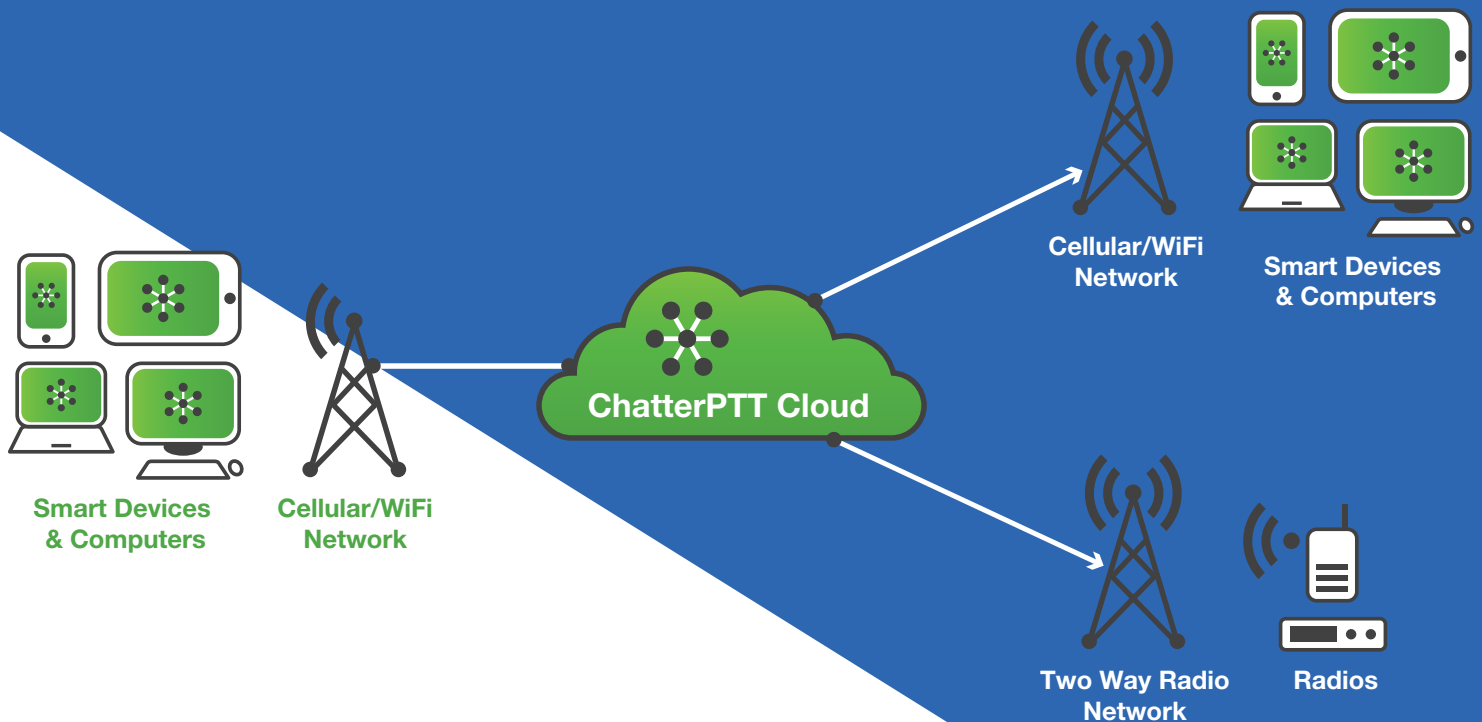 Smart Devices
& Computers
Cellular/WiFi
Network
ChatterPTT Cloud
Cellular/WiFi
Network
Smart Devices
& Computers
Two Way Radio
Network
Radios